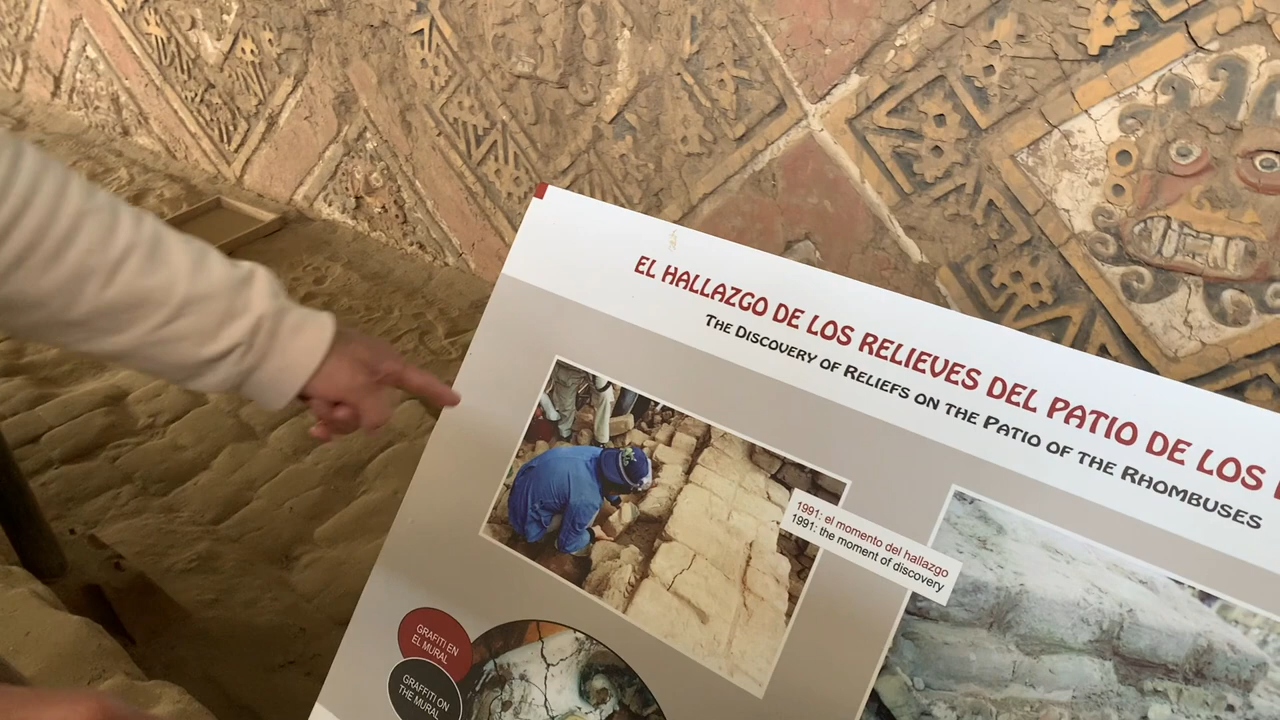 EL HALLAZGO DE LOS RELIEVES DEL PATIO DE LOS
THE DISCOVERY OF RELIEFS ON THE PATIO OF THE RHOMBUSES
1991: el momento del hallazgo
1991: the moment of discovery
GRAFITI EN
EL MURAL
GRAFFITI ON
THE MURAL